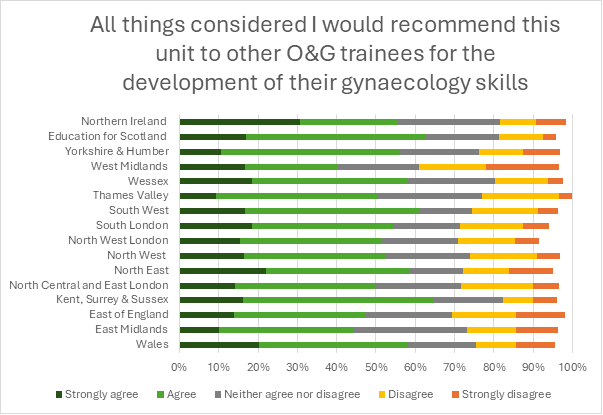 All things considered I would recommend this
unit to other O&G trainees for the
development of their gynaecology skills
Northern Ireland
Education for Scotland
Yorkshire & Humber
West Midlands
Wessex
Thames Valley
South West
South London
North West London
North West
North East
North Central and East London
Kent, Surrey & Sussex
East of England
East Midlands
Wales
0% 10% 20% 30% 40% 50% 60% 70% 80% 90% 100%
Strongly agree Agree Neither agree nor disagree Disagree Strongly disagree